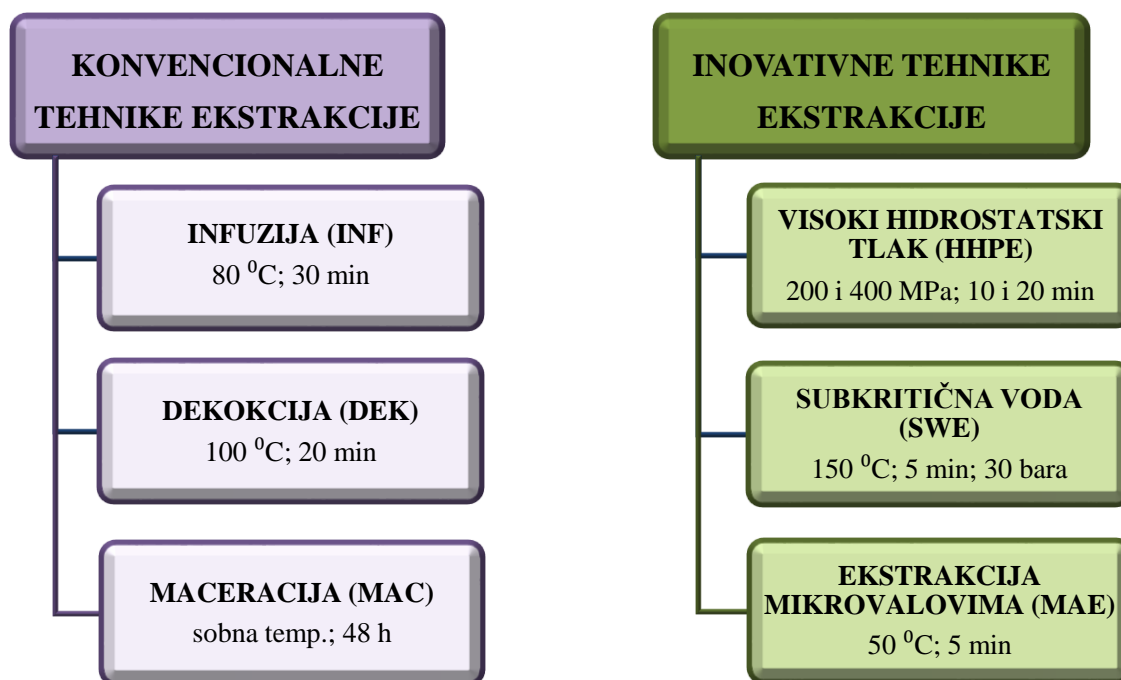 KONVENCIONALNE
TEHNIKE EKSTRAKCIJE
INFUZIJA (INF)
80 ⁰C; 30 min
DEKOKCIJA (DEK)
100 ⁰C; 20 min
MACERACIJA (MAC)
sobna temp.; 48 h
INOVATIVNE TEHNIKE
EKSTRAKCIJE
VISOKI HIDROSTATSKI
TLAK (HHPE)
200 i 400 MPa; 10 i 20 min
SUBKRITIČNA VODA
(SWE)
150 ⁰C; 5 min; 30 bara
EKSTRAKCIJA
MIKROVALOVIMA (MAE)
50 ⁰C; 5 min